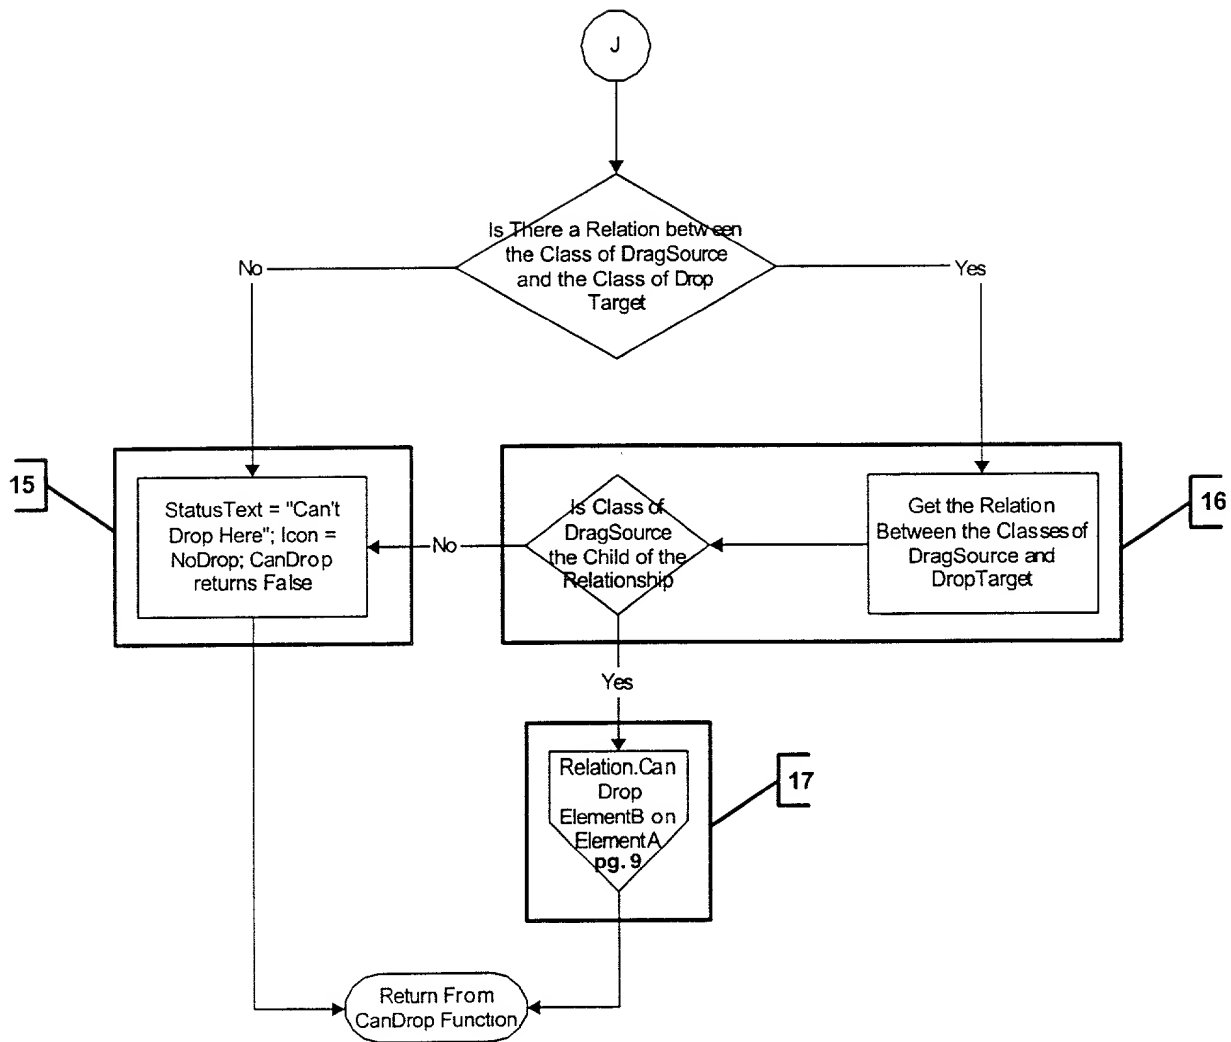 J
Is There a Relation between
the Class of DragSource
and the Class of Drop
Target
No
Yes
15
StatusText = "Can't
Drop Here"; Icon =
NoDrop; CanDrop
returns False
No
Is Class of
DragSource
the Child of the
Relationship
Get the Relation
Between the Classes of
DragSource and
DropTarget
16
Yes
Relation.Can
Drop
ElementB on
ElementA
pg. 9
17
Return From
CanDrop Function